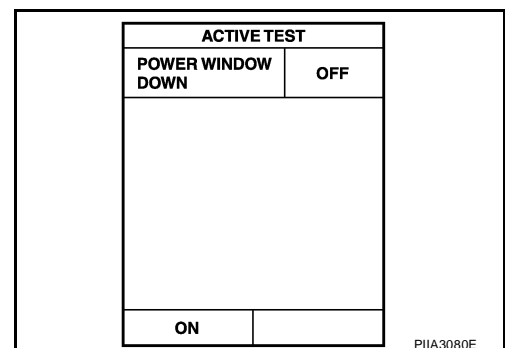 ACTIVE TEST
POWER WINDOW
DOWN
OFF
ON
PIIA3080E